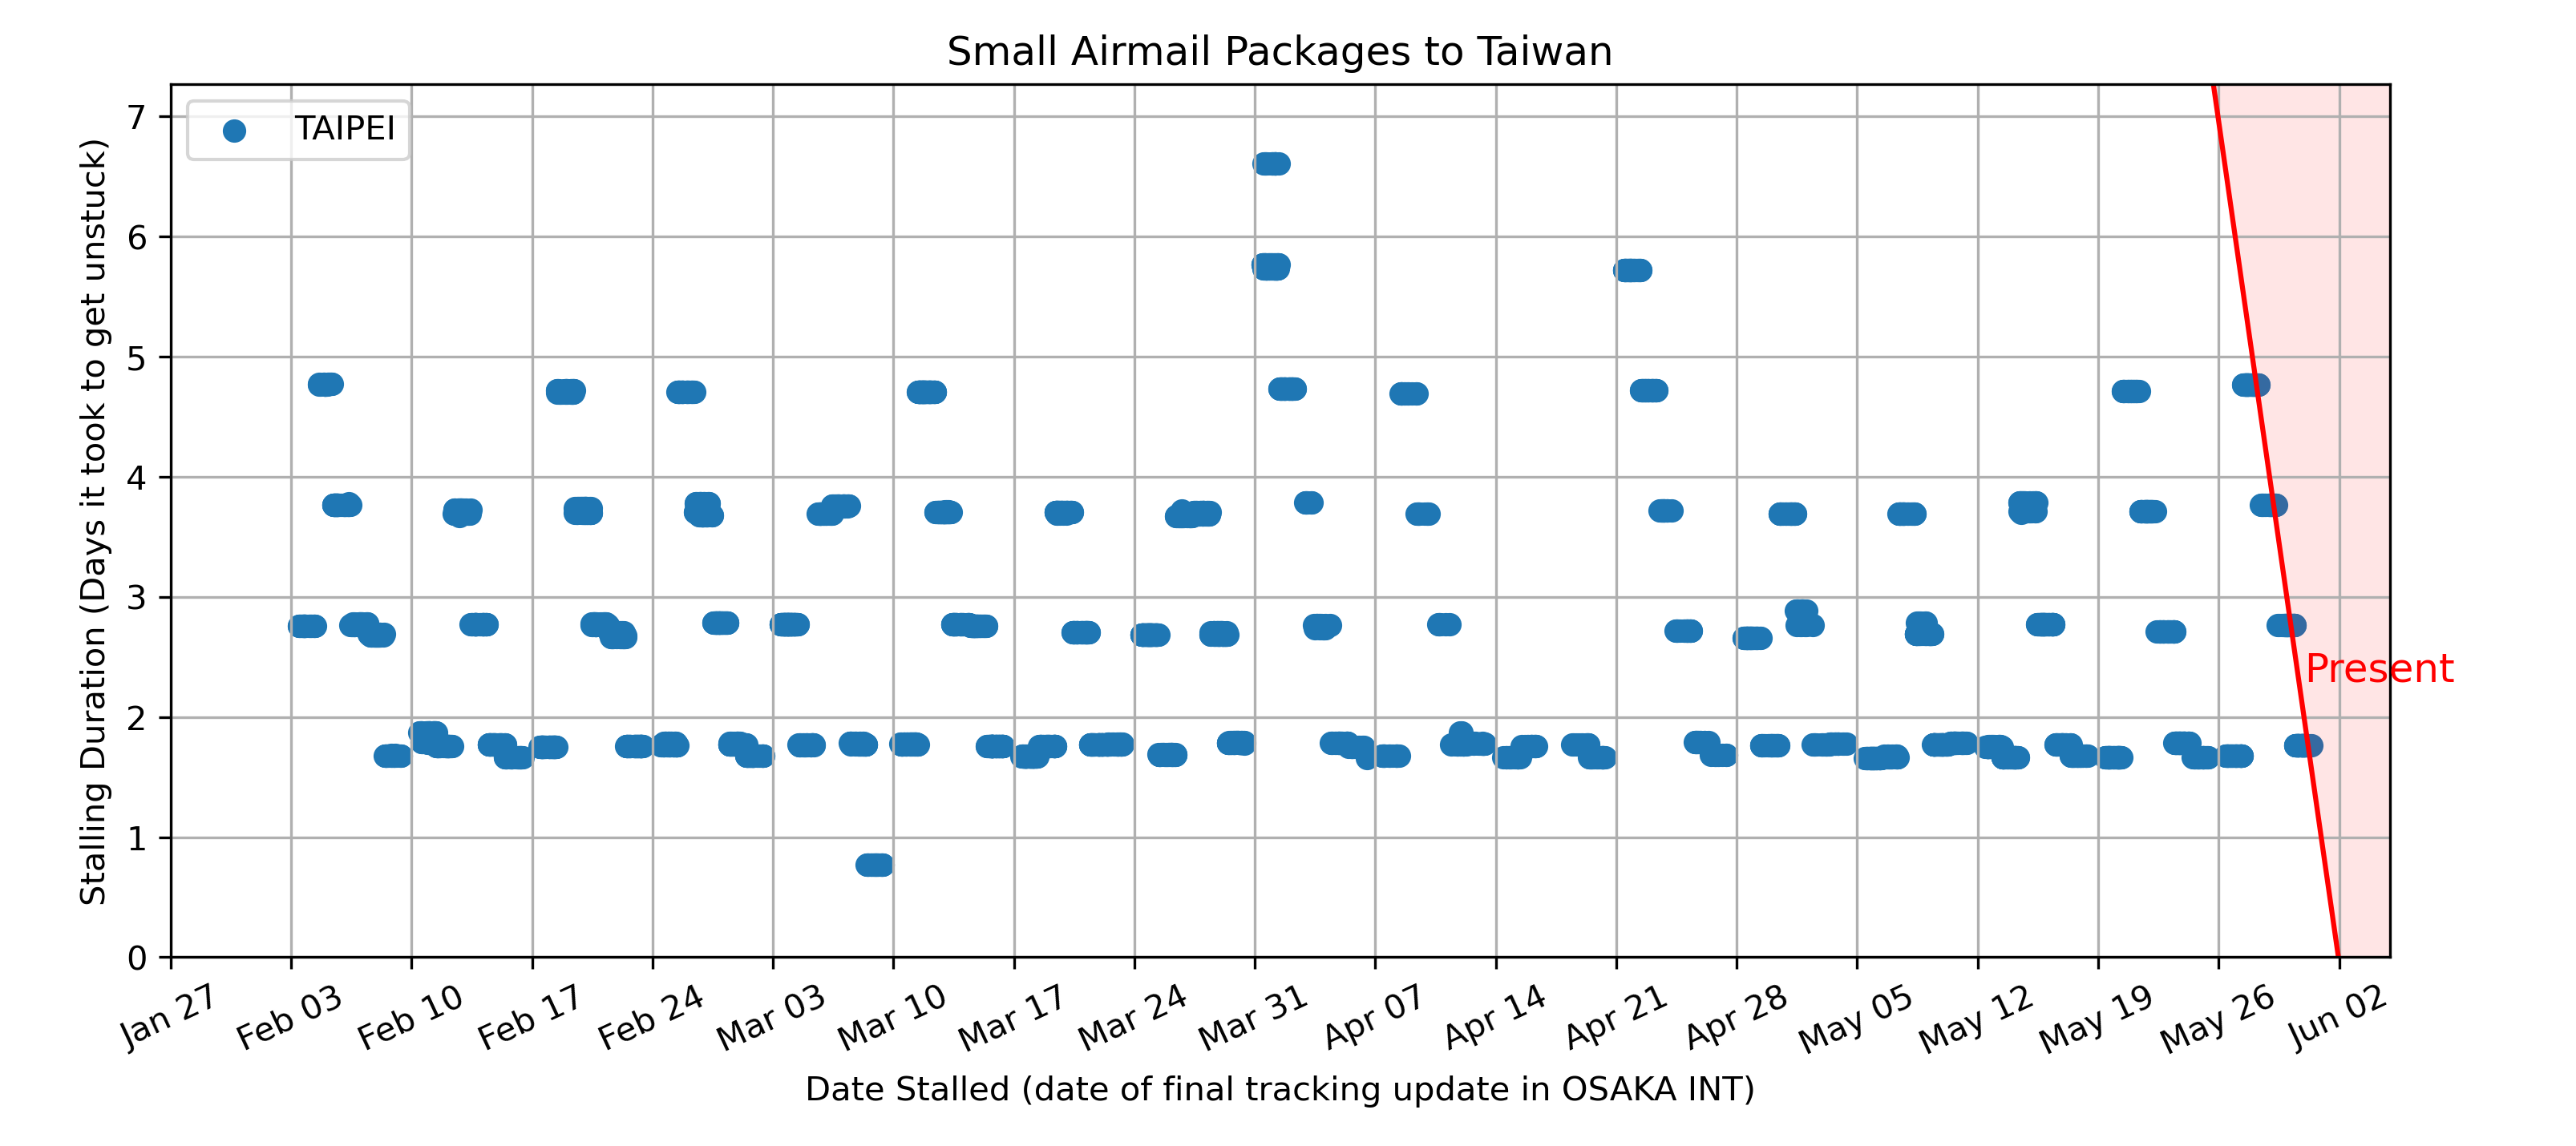 Small Airmail Packages to Taiwan
TAIPEI
Stalling Duration (Days it took to get unstuck)
7
6
5
4
3
2
1
0
Present
Jan 27
Feb 03
Feb 10
Feb 17
Feb 24
Mar 03
Mar 10
Mar 17
Mar 24
Mar 31
Apr 07
Apr 14
Apr 21
Apr 28
May 05
May 12
May 19
May 26
Jun 02
Date Stalled (date of final tracking update in OSAKA INT)